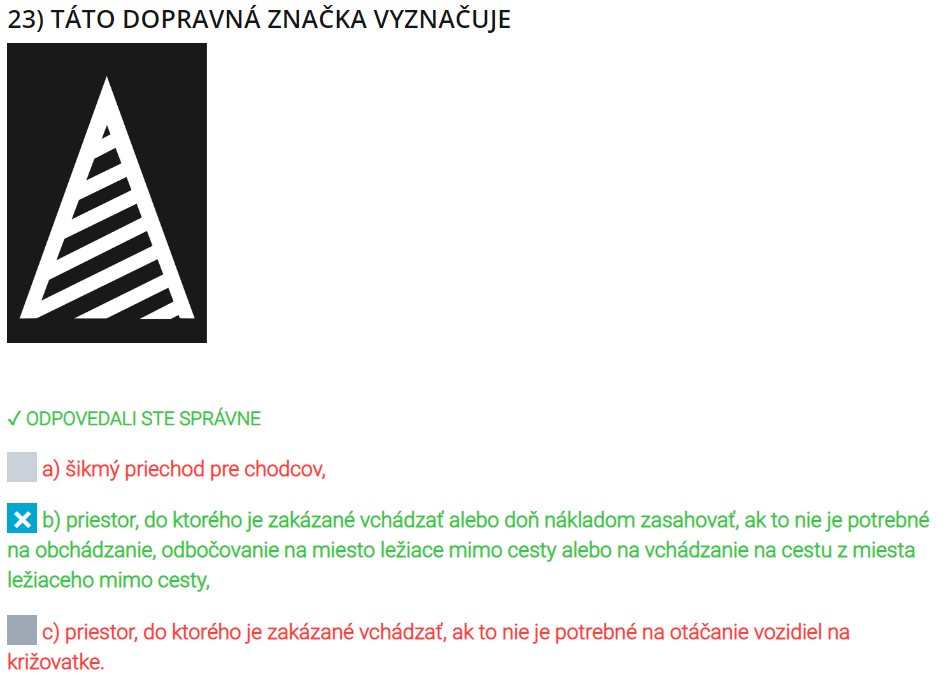 23) TÁTO DOPRAVNÁ ZNAČKA VYZNAČUJE
✓ ODPOVEDALI STE SPRÁVNE
a) šikmý priechod pre chodcov,
b) priestor, do ktorého je zakázané vchádzať alebo doň nákladom zasahovať, ak to nie je potrebné
na obchádzanie, odbočovanie na miesto ležiace mimo cesty alebo na vchádzanie na cestu z miesta
ležiaceho mimo cesty,
c) priestor, do ktorého je zakázané vchádzať, ak to nie je potrebné na otáčanie vozidiel na
križovatke.